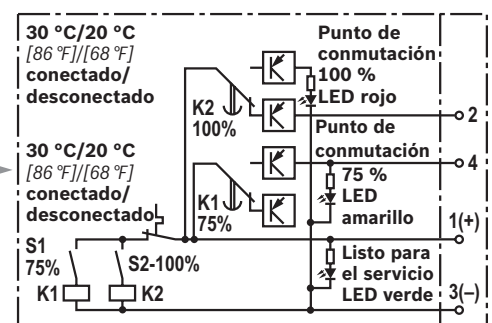 30 °C/20 °C
[86 °F]/[68 °F]
conectado/
desconectado
Punto de
conmutación
100 %
LED rojo
K2
100%
2
Punto de
conmutación
75 %
LED
amarillo
4
30 °C/20 °C
[86 °F]/[68 °F]
conectado/
desconectado
K1
75%
1(+)
S1
75%
S2-100%
Listo para
el servicio
LED verde
K1
K2
3(–)